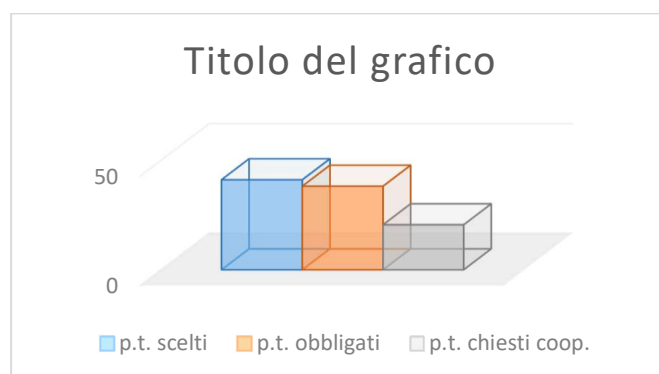 Titolo del grafico
50
0
p.t. scelti p.t. obbligati p.t. chiesti coop.